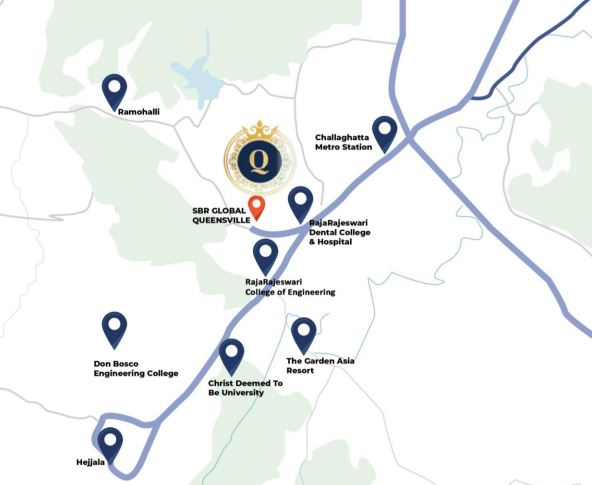 Ramohalli
Challaghatta
Metro Station
Q
SBR GLOBAL
QUEENSVILLE
RajaRajeswari
Dental College
& Hospital
RajaRajeswari
College of Engineering
Don Bosco
Engineering College
The Garden Asia
Resort
Christ Deemed To
Be University
Hejjala